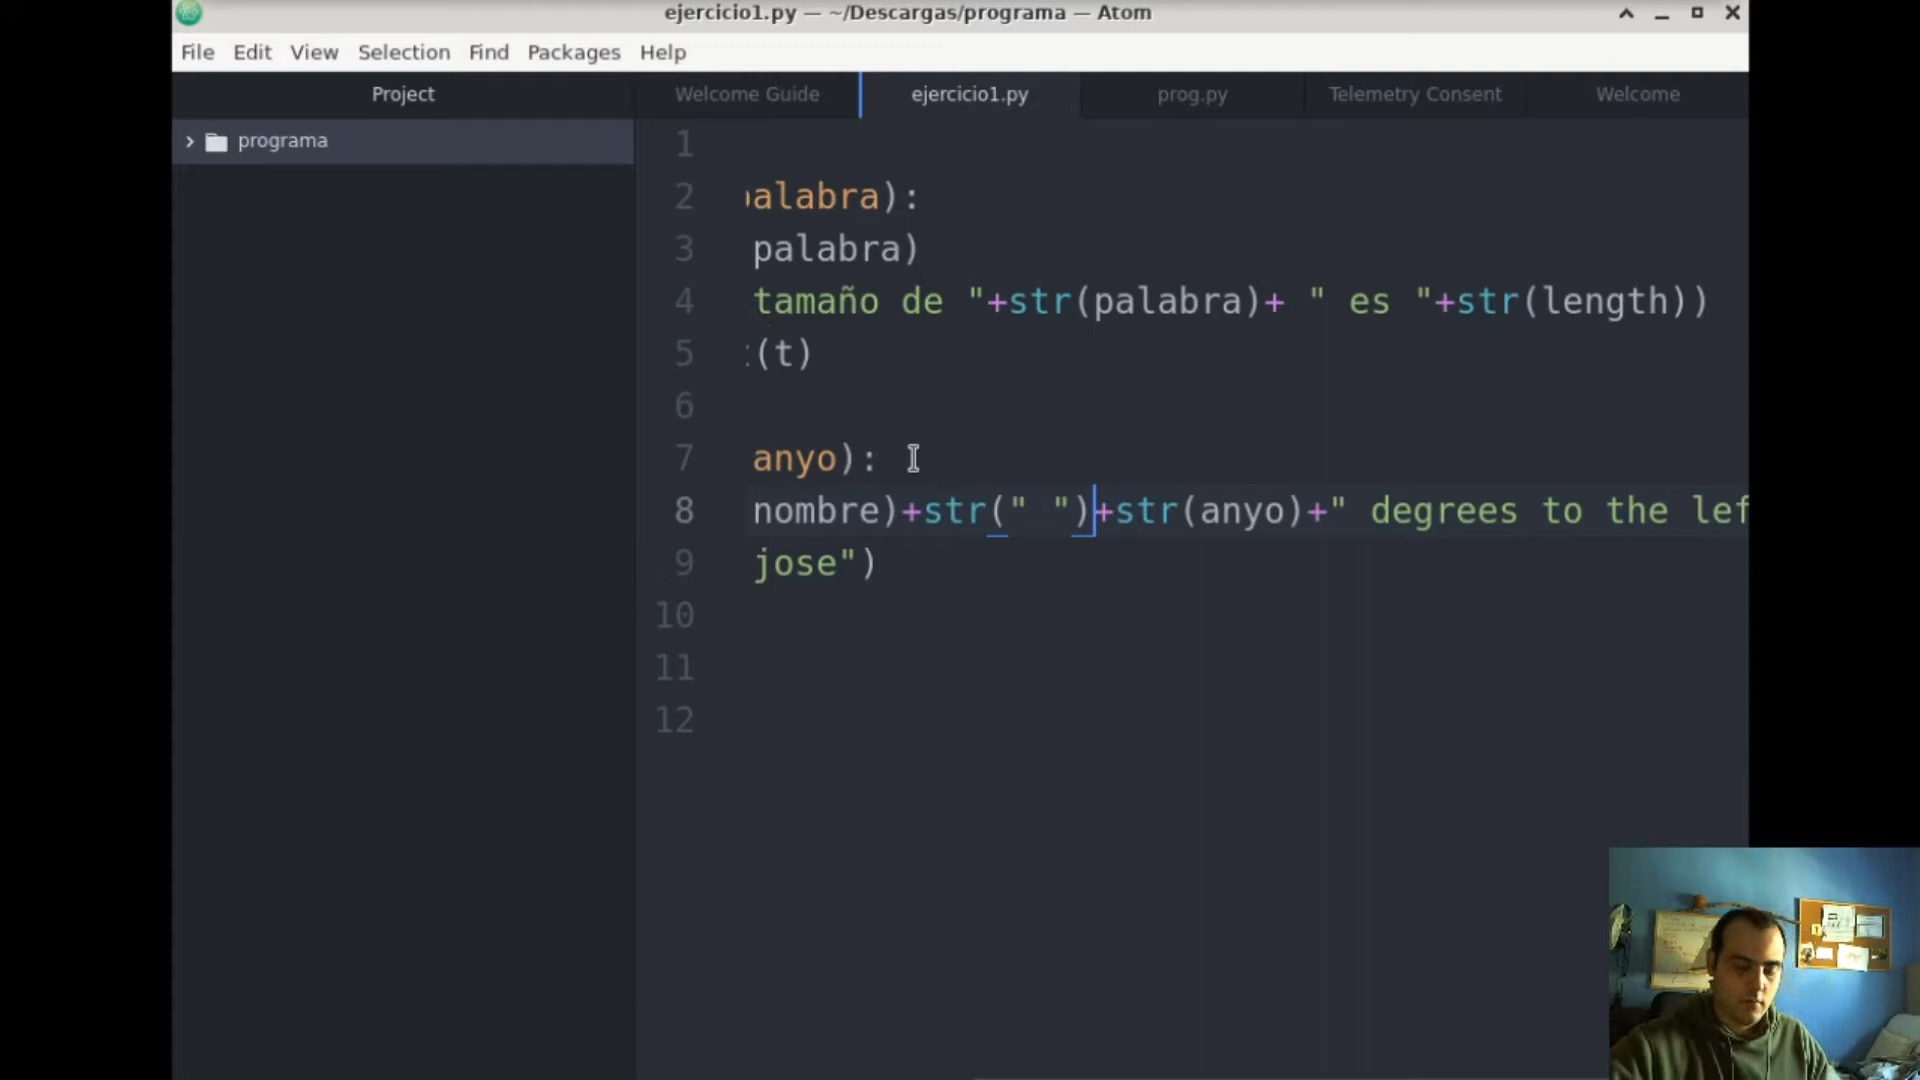 ejercicio1.py — ~/Descargas/programa — Atom
File Edit View Selection Find Packages Help
Project
Welcome Guide
ejercicio1.py
prog.py
Telemetry Consent
Welcome
programa
1
2 palabra):
3 palabra)
4 tamaño de "+str(palabra)+ " es "+str(length))
5 (t)
6
7 anyo):
8 nombre)+str(" ")+str(anyo)+" degrees to the lef
9 jose")
10
11
12